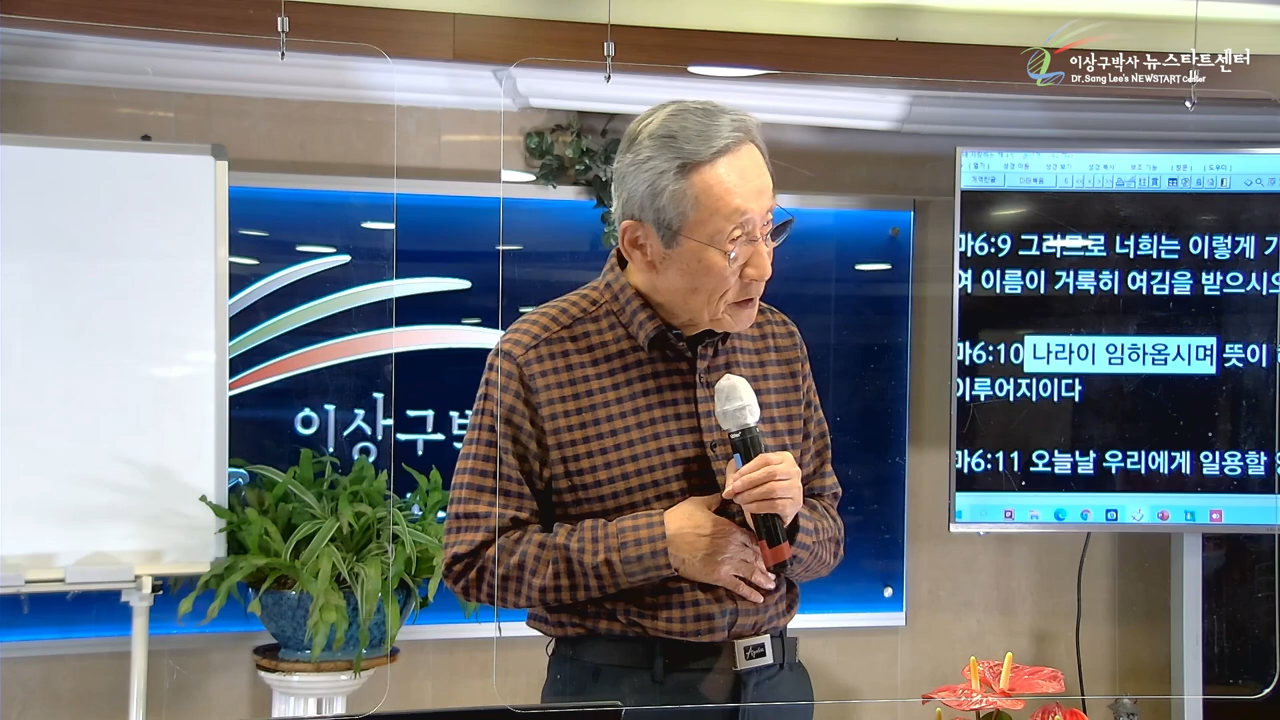 이상구박사 뉴스타트센터
Dr. Sang Lee's NEWSTART Center
마6:9 그러므로 너희는 이렇게 기
여 이름이 거룩히 여김을 받으시오
마6:10 나라이 임하옵시며 뜻이
이루어지이다
마6:11 오늘날 우리에게 일용할
이상구박